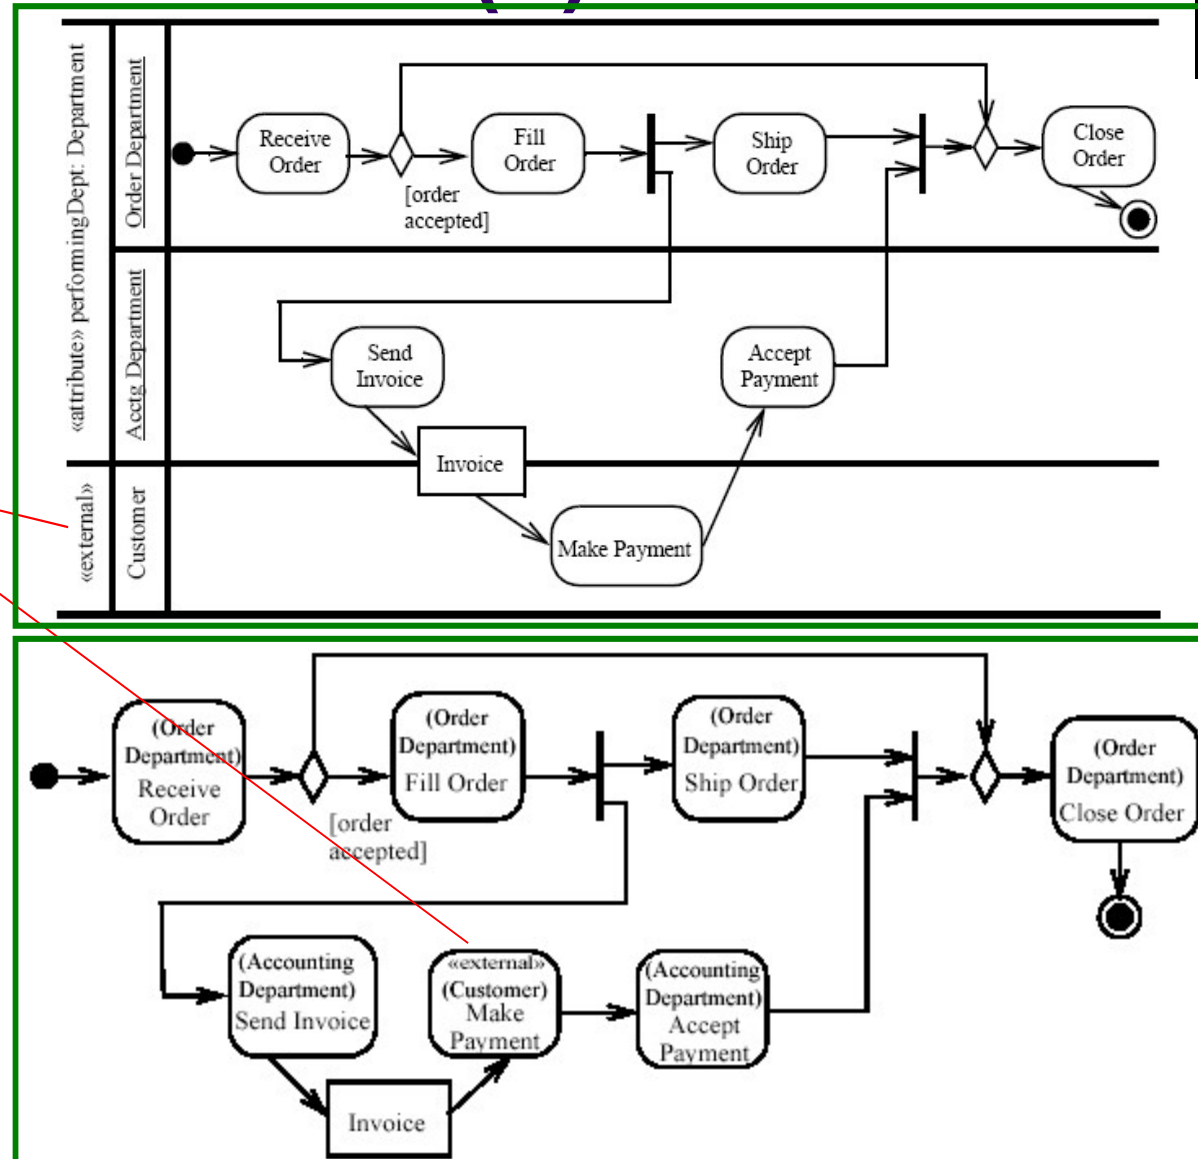 «attribute» performingDept: Department
Order Department
Receive
Order
[order
accepted]
Fill
Order
Ship
Order
Close
Order
Acctg Department
Send
Invoice
Accept
Payment
Invoice
«external»
Customer
Make Payment
(Order
Department)
Receive
Order
[order
accepted]
(Order
Department)
Fill Order
(Order
Department)
Ship Order
(Order
Department)
Close Order
(Accounting
Department)
Send Invoice
«external»
(Customer)
Make
Payment
(Accounting
Department)
Accept
Payment
Invoice